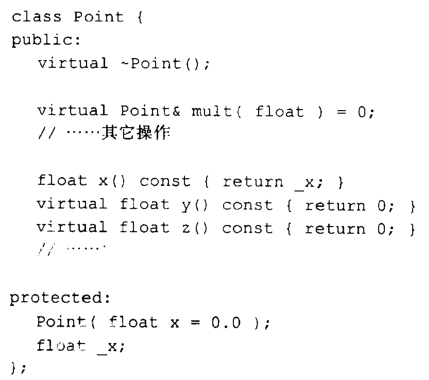 class Point {
public:
virtual ~Point();
virtual Point& mult( float ) = 0;
// ……其它操作
float x() const { return _x; }
virtual float y() const { return 0; }
virtual float z() const { return 0; }
// ……
protected:
Point( float x = 0.0 );
float _x;
};